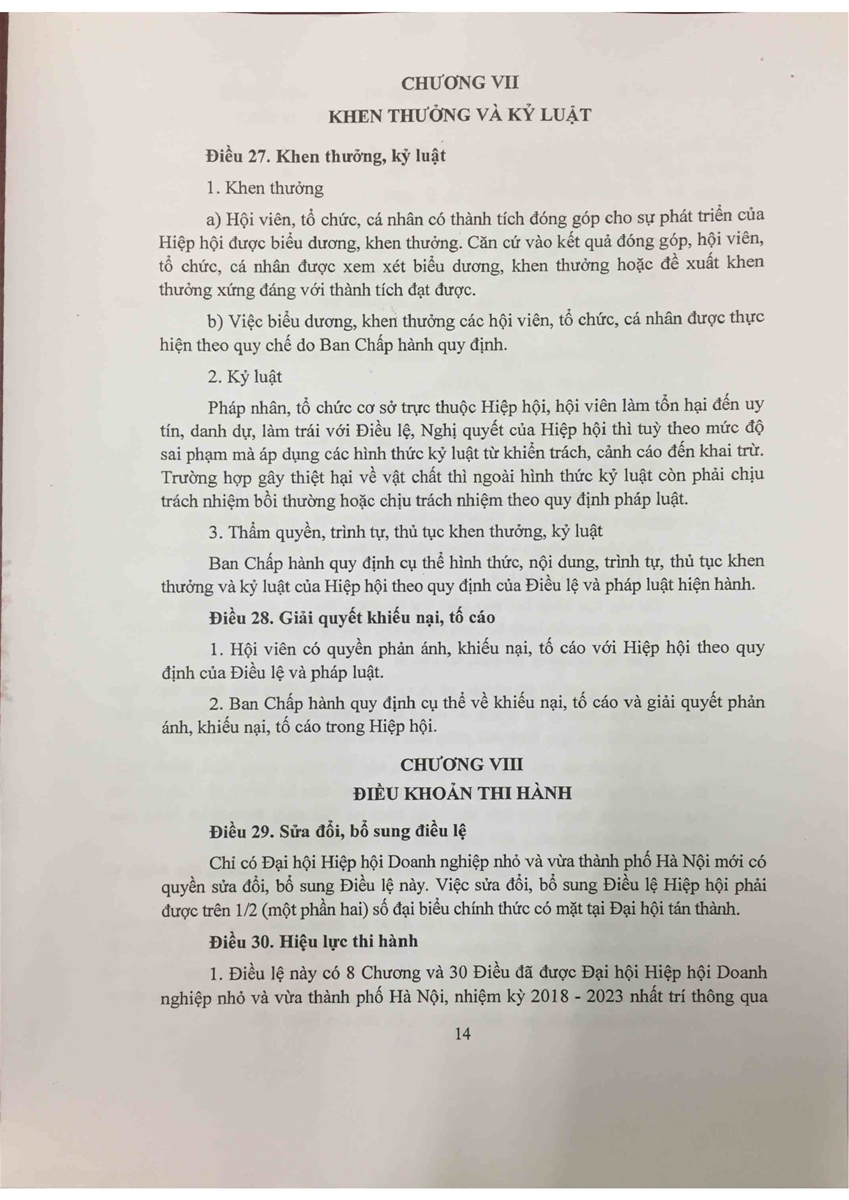 CHƯƠNG VII
KHEN THƯỞNG VÀ KỶ LUẬT
Điều 27. Khen thưởng, kỷ luật
1. Khen thưởng
a) Hội viên, tổ chức, cá nhân có thành tích đóng góp cho sự phát triển của
Hiệp hội được biểu dương, khen thưởng. Căn cứ vào kết quả đóng góp, hội viên,
tổ chức, cá nhân được xem xét biểu dương, khen thưởng hoặc đề xuất khen
thưởng xứng đáng với thành tích đạt được.
b) Việc biểu dương, khen thưởng các hội viên, tổ chức, cá nhân được thực
hiện theo quy chế do Ban Chấp hành quy định.
2. Kỷ luật
Pháp nhân, tổ chức cơ sở trực thuộc Hiệp hội, hội viên làm tổn hại đến uy
tín, danh dự, làm trái với Điều lệ, Nghị quyết của Hiệp hội thì tuỳ theo mức độ
sai phạm mà áp dụng các hình thức kỷ luật từ khiển trách, cảnh cáo đến khai trừ.
Trường hợp gây thiệt hại về vật chất thì ngoài hình thức kỷ luật còn phải chịu
trách nhiệm bồi thường hoặc chịu trách nhiệm theo quy định pháp luật.
3. Thẩm quyền, trình tự, thủ tục khen thưởng, kỷ luật
Ban Chấp hành quy định cụ thể hình thức, nội dung, trình tự, thủ tục khen
thưởng và kỷ luật của Hiệp hội theo quy định của Điều lệ và pháp luật hiện hành.
Điều 28. Giải quyết khiếu nại, tố cáo
1. Hội viên có quyền phản ánh, khiếu nại, tố cáo với Hiệp hội theo quy
định của Điều lệ và pháp luật.
2. Ban Chấp hành quy định cụ thể về khiếu nại, tố cáo và giải quyết phản
ánh, khiếu nại, tố cáo trong Hiệp hội.
CHƯƠNG VIII
ĐIỀU KHOẢN THI HÀNH
Điều 29. Sửa đổi, bổ sung điều lệ
Chỉ có Đại hội Hiệp hội Doanh nghiệp nhỏ và vừa thành phố Hà Nội mới có
quyền sửa đổi, bổ sung Điều lệ này. Việc sửa đổi, bổ sung Điều lệ Hiệp hội phải
được trên 1/2 (một phần hai) số đại biểu chính thức có mặt tại Đại hội tán thành.
Điều 30. Hiệu lực thi hành
1. Điều lệ này có 8 Chương và 30 Điều đã được Đại hội Hiệp hội Doanh
nghiệp nhỏ và vừa thành phố Hà Nội, nhiệm kỳ 2018 - 2023 nhất trí thông qua
14